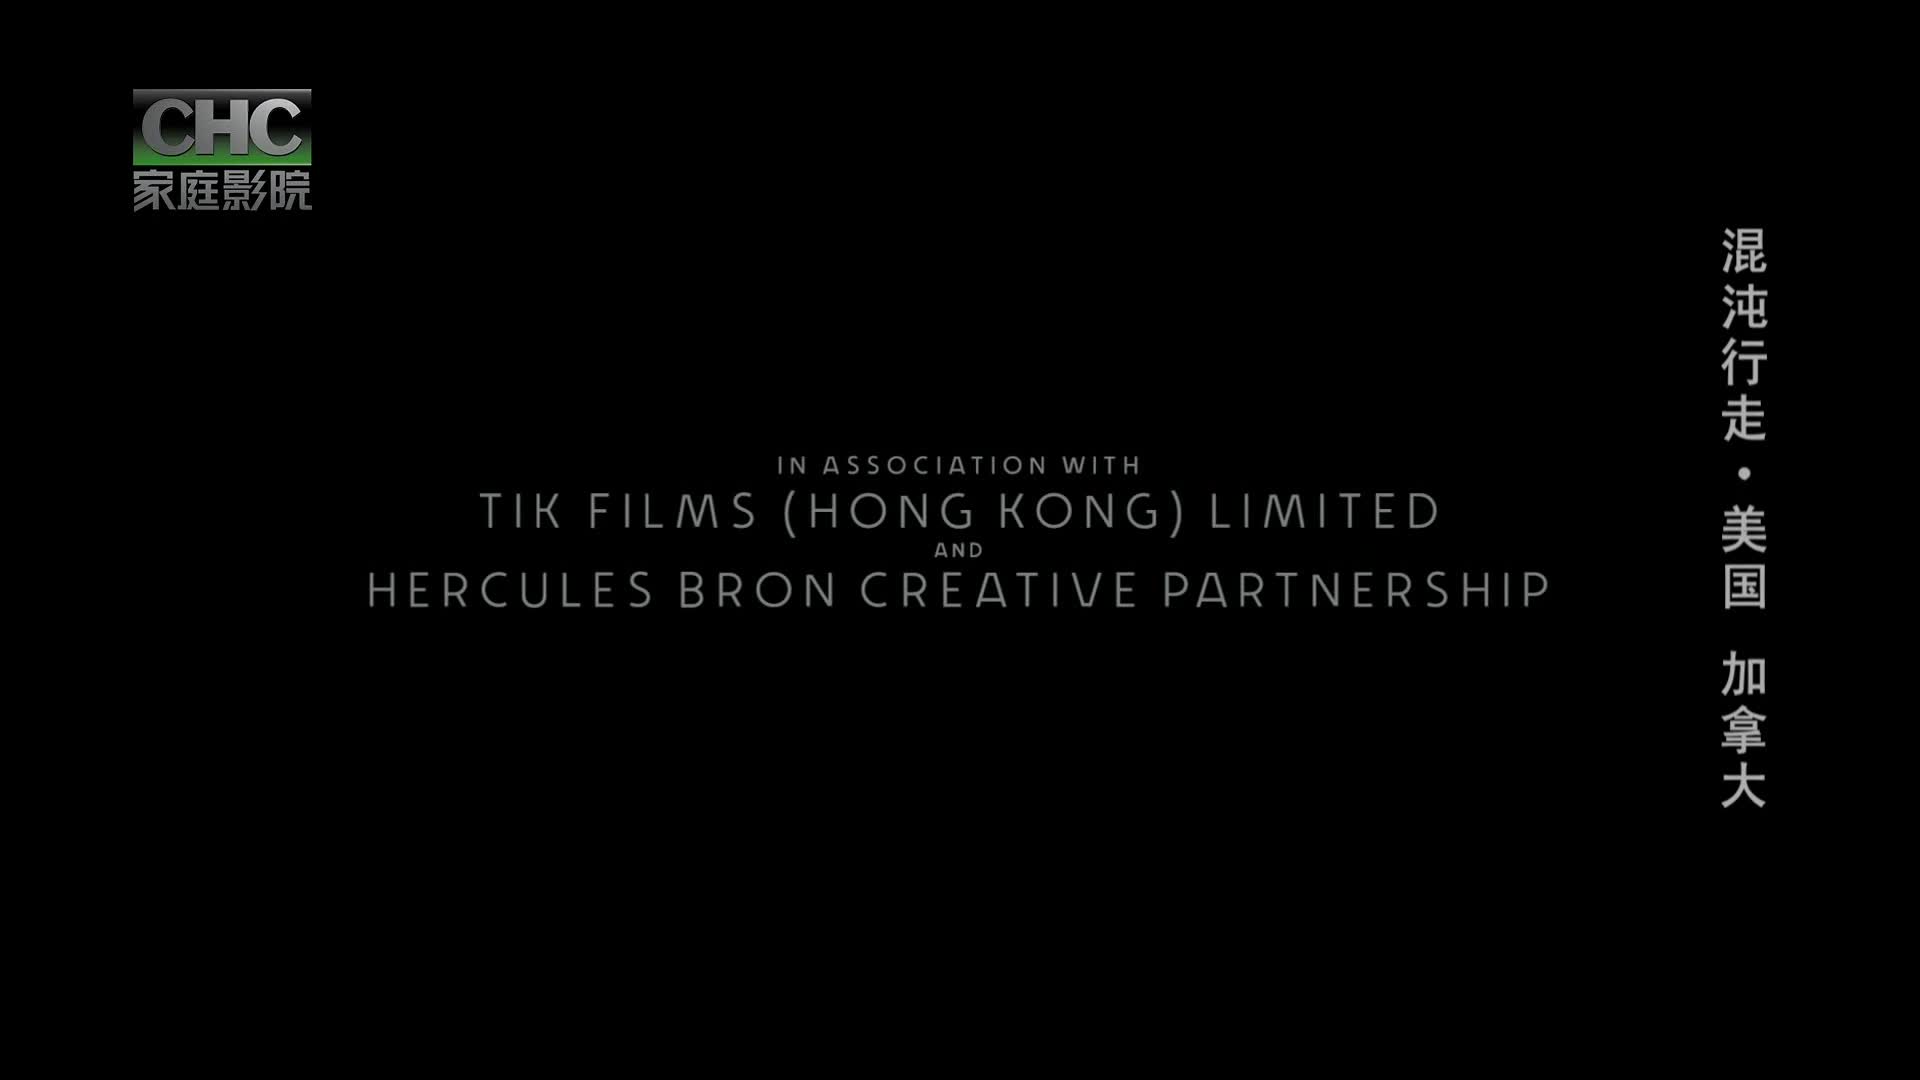 CHC
家庭影院
IN ASSOCIATION WITH
TIK FILMS (HONG KONG) LIMITED
AND
HERCULES BRON CREATIVE PARTNERSHIP
混沌行走·美国 加拿大